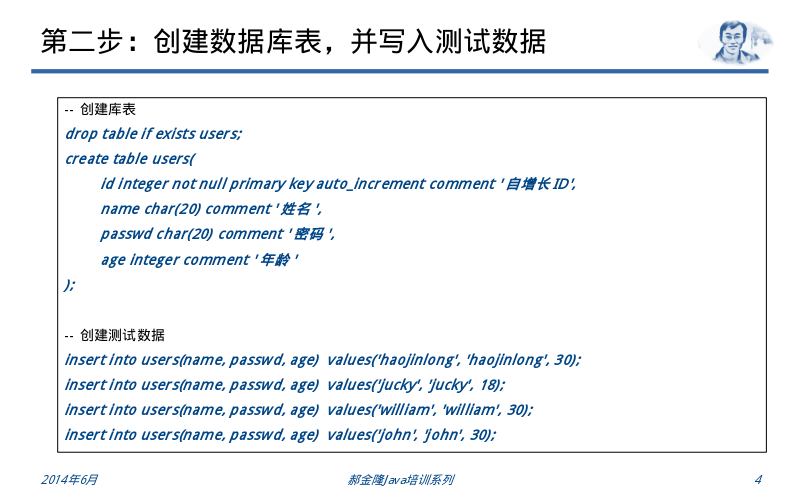 第二步：创建数据库表，并写入测试数据
-- 创建库表
drop table if exists users;
create table users(
id integer not null primary key auto_increment comment '自增长ID',
name char(20) comment '姓名',
passwd char(20) comment '密码',
age integer comment '年龄'
);
-- 创建测试数据
insert into users(name, passwd, age) values('haojinlong', 'haojinlong', 30);
insert into users(name, passwd, age) values('jucky', 'jucky', 18);
insert into users(name, passwd, age) values('william', 'william', 30);
insert into users(name, passwd, age) values('john', 'john', 30);
2014年6月
郝金隆Java培训系列
4